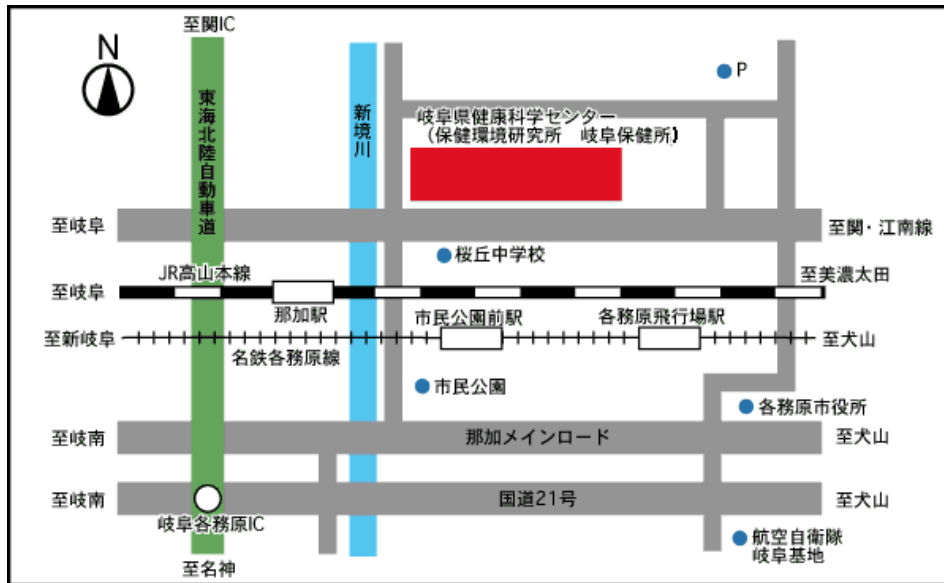 至関IC
N
P
東海北陸自動車道
新境川
岐阜県健康科学センター
(保健環境研究所　岐阜保健所)
至岐阜
至関・江南線
桜丘中学校
JR高山本線
至美濃太田
至岐阜
那加駅
市民公園前駅
各務原飛行場駅
至新岐阜
至犬山
名鉄各務原線
市民公園
各務原市役所
至岐南
那加メインロード
至犬山
至岐南
国道21号
至犬山
岐阜各務原IC
航空自衛隊
岐阜基地
至名神